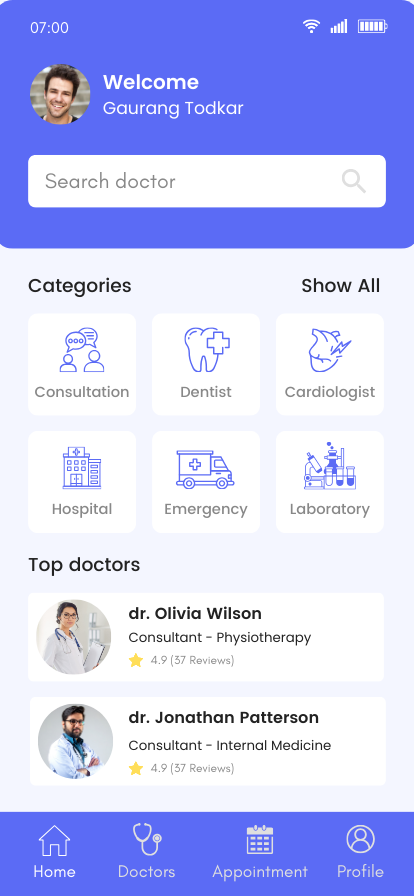 07:00
Welcome
Gaurang Todkar
Search doctor
Categories Show All
Consultation Dentist Cardiologist
Hospital Emergency Laboratory
Top doctors
dr. Olivia Wilson
Consultant - Physiotherapy
4.9 (37 Reviews)
dr. Jonathan Patterson
Consultant - Internal Medicine
4.9 (37 Reviews)
Home Doctors Appointment Profile